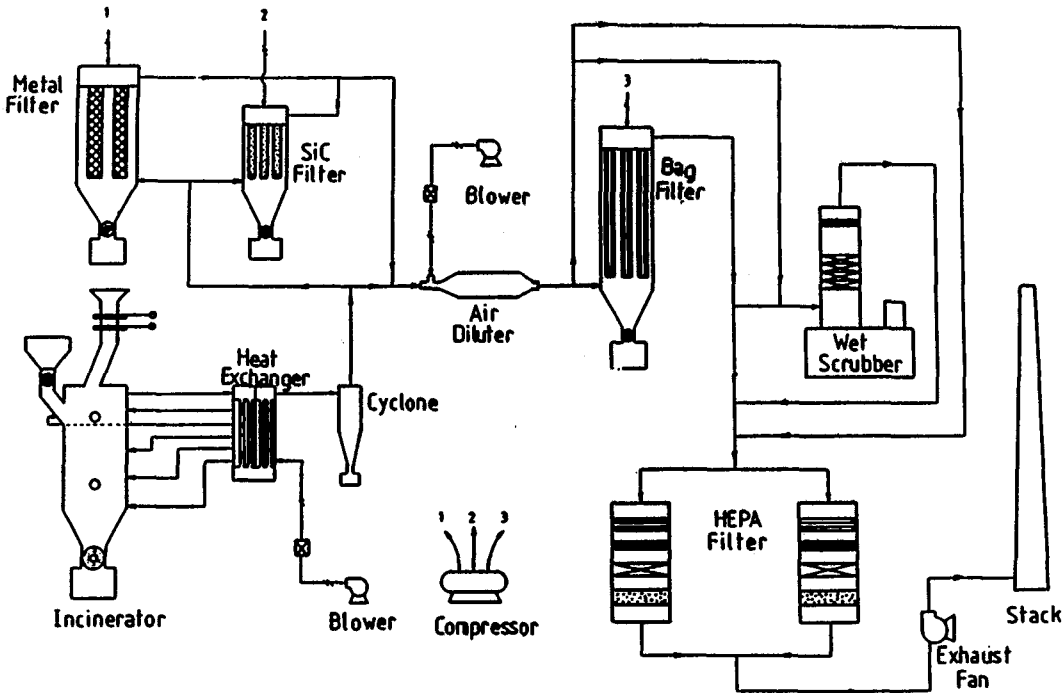 1
2
Metal
Filter
SiC
Filter
Blower
3
Bag
Filter
Air
Diluter
Wet
Scrubber
Heat
Exchanger
Cyclone
Incinerator
Blower
1 2 3
Compressor
HEPA
Filter
Exhaust
Fan
Stack